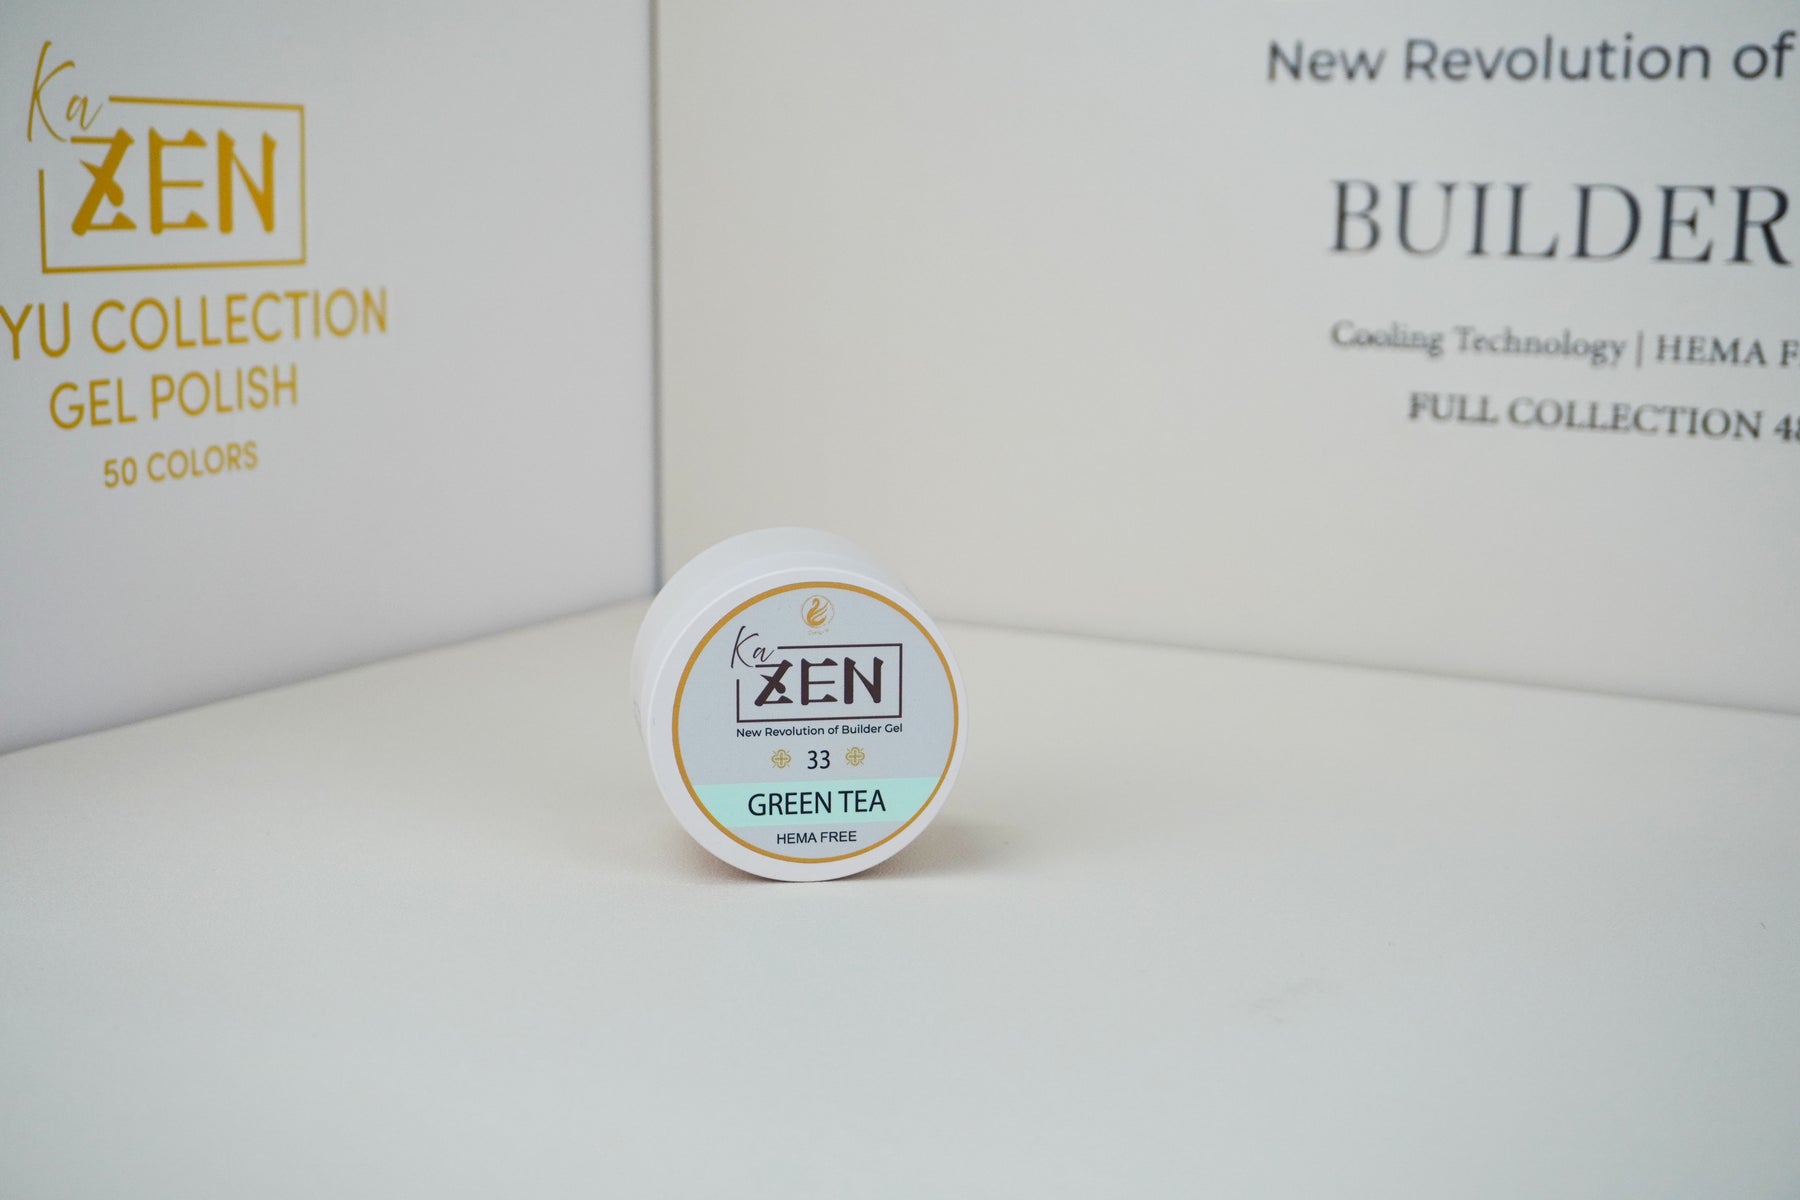 Ka
ZEN
YU COLLECTION
GEL POLISH
50 COLORS
New Revolution of
BUILDER
Cooling Technology | HEMA F
FULL COLLECTION 48
Ka
ZEN
New Revolution of Builder Gel
33
GREEN TEA
HEMA FREE